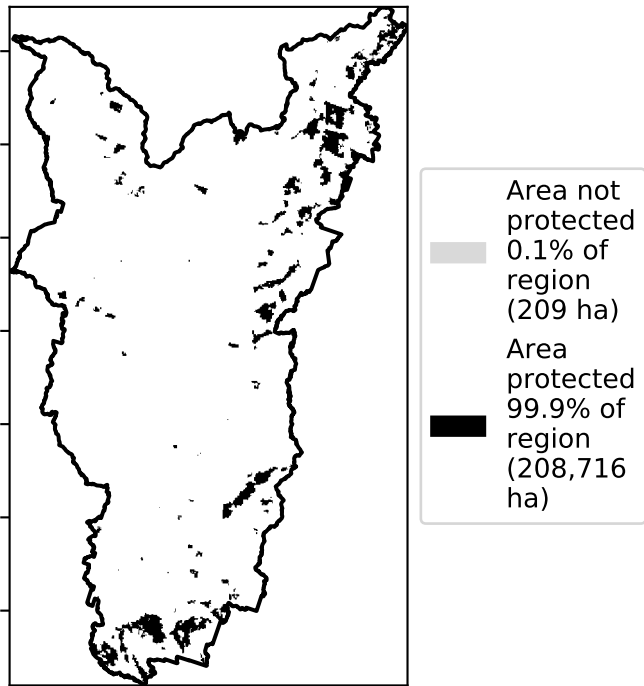 Area not
protected
0.1% of
region
(209 ha)
Area
protected
99.9% of
region
(208,716
ha)